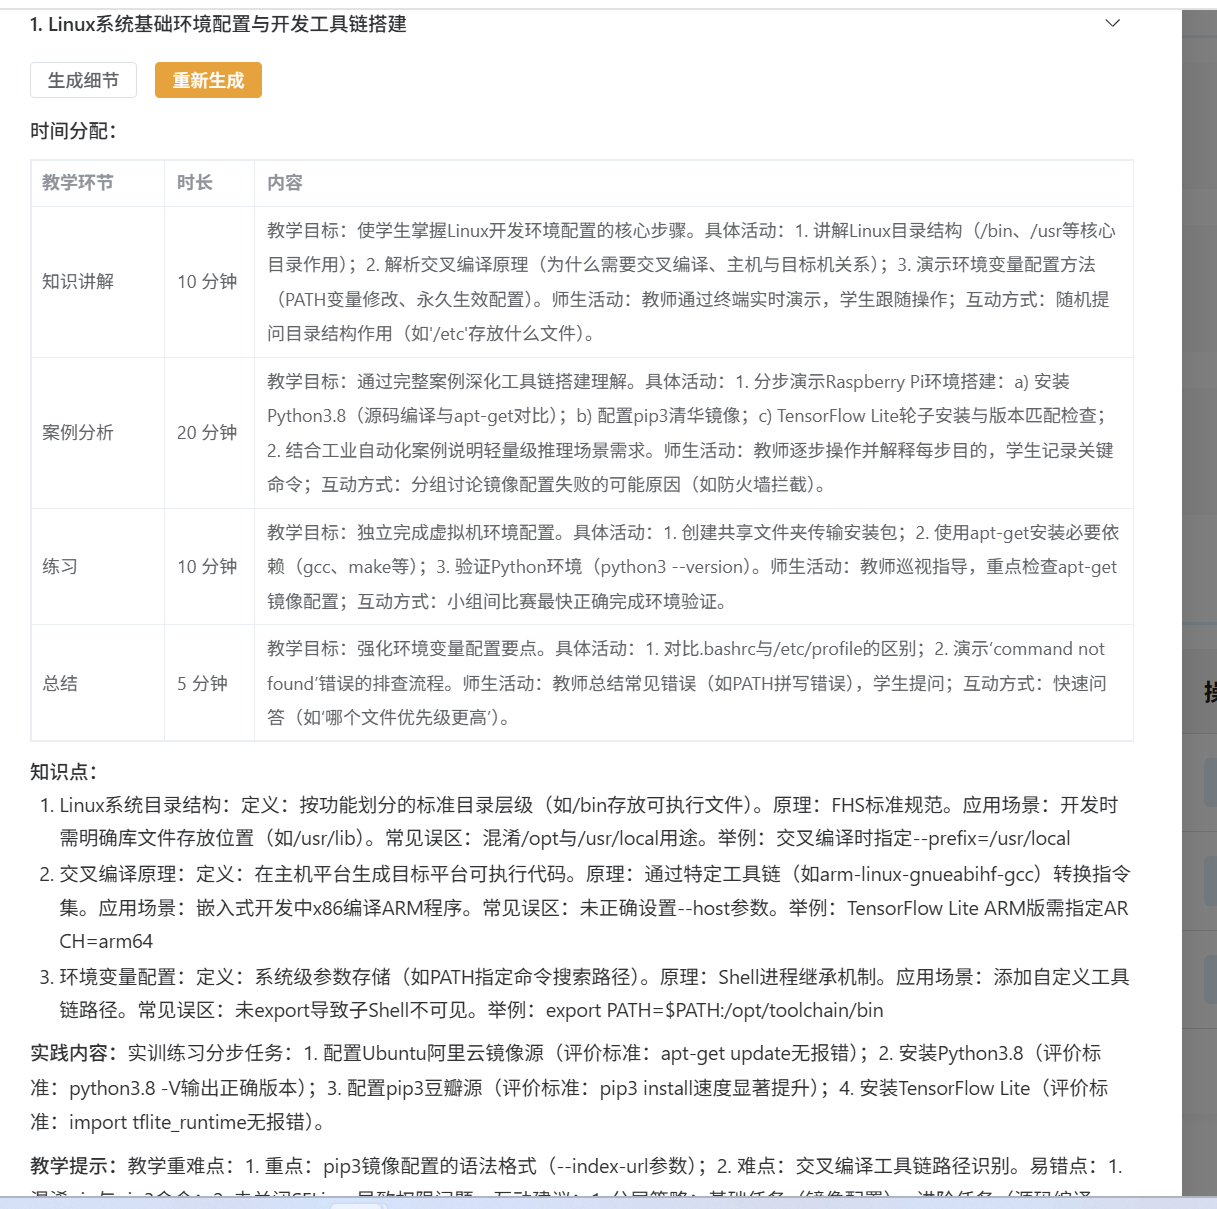 1. Linux系统基础环境配置与开发工具链搭建
生成细节 重新生成
时间分配：
教学环节 时长 内容
知识讲解 10 分钟 教学目标：使学生掌握Linux开发环境配置的核心步骤。具体活动：1. 讲解Linux目录结构（/bin、/usr等核心
目录作用）；2. 解析交叉编译原理（为什么需要交叉编译、主机与目标机关系）；3. 演示环境变量配置方法
（PATH变量修改、永久生效配置）。师生活动：教师通过终端实时演示，学生跟随操作；互动方式：随机提
问目录结构作用（如'/etc'存放什么文件）。
案例分析 20 分钟 教学目标：通过完整案例深化工具链搭建理解。具体活动：1. 分步演示Raspberry Pi环境搭建：a) 安装
Python3.8（源码编译与apt-get对比）；b) 配置pip3清华镜像；c) TensorFlow Lite轮子安装与版本匹配检查；
2. 结合工业自动化案例说明轻量级推理场景需求。师生活动：教师逐步操作并解释每步目的，学生记录关键
命令；互动方式：分组讨论镜像配置失败的可能原因（如防火墙拦截）。
练习 10 分钟 教学目标：独立完成虚拟机环境配置。具体活动：1. 创建共享文件夹传输安装包；2. 使用apt-get安装必要依
赖（gcc、make等）；3. 验证Python环境（python3 --version）。师生活动：教师巡视指导，重点检查apt-get
镜像配置；互动方式：小组间比赛最快正确完成环境验证。
总结 5 分钟 教学目标：强化环境变量配置要点。具体活动：1. 对比.bashrc与/etc/profile的区别；2. 演示'command not
found'错误的排查流程。师生活动：教师总结常见错误（如PATH拼写错误），学生提问；互动方式：快速问
答（如'哪个文件优先级更高'）。
知识点：
1. Linux系统目录结构：定义：按功能划分的标准目录层级（如/bin存放可执行文件）。原理：FHS标准规范。应用场景：开发时
需明确库文件存放位置（如/usr/lib）。常见误区：混淆/opt与/usr/local用途。举例：交叉编译时指定--prefix=/usr/local
2. 交叉编译原理：定义：在主机平台生成目标平台可执行代码。原理：通过特定工具链（如arm-linux-gnueabihf-gcc）转换指令
集。应用场景：嵌入式开发中x86编译ARM程序。常见误区：未正确设置--host参数。举例：TensorFlow Lite ARM版需指定AR
CH=arm64
3. 环境变量配置：定义：系统级参数存储（如PATH指定命令搜索路径）。原理：Shell进程继承机制。应用场景：添加自定义工具
链路径。常见误区：未export导致子Shell不可见。举例：export PATH=$PATH:/opt/toolchain/bin
实践内容：实训练习分步任务：1. 配置Ubuntu阿里云镜像源（评价标准：apt-get update无报错）；2. 安装Python3.8（评价标
准：python3.8 -V输出正确版本）；3. 配置pip3豆瓣源（评价标准：pip3 install速度显著提升）；4. 安装TensorFlow Lite（评价标
准：import tflite_runtime无报错）。
教学提示：教学重难点：1. 重点：pip3镜像配置的语法格式（--index-url参数）；2. 难点：交叉编译工具链路径识别。易错点：1.